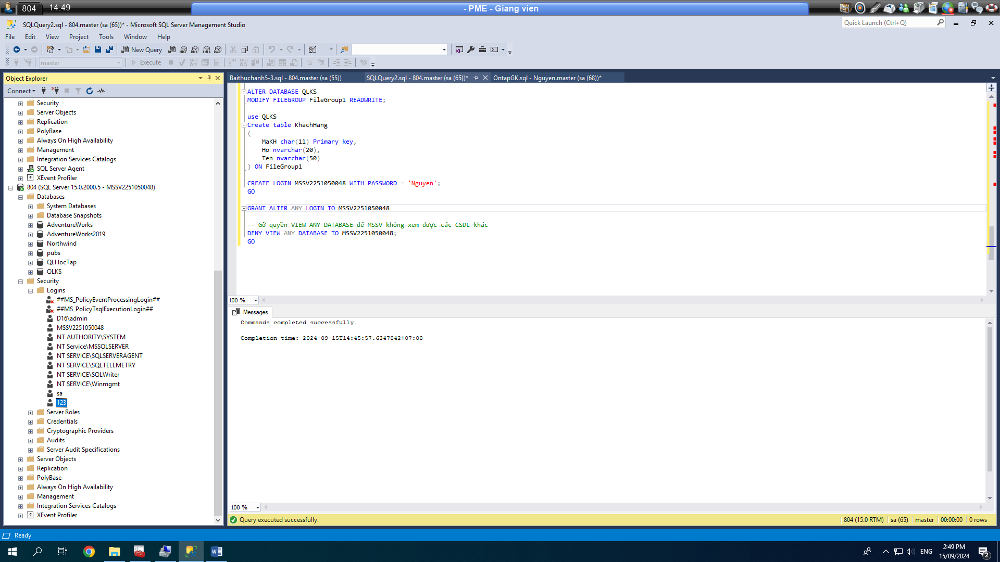 804
14:49
- PME - Giang vien
SQLQuery2.sql - 804.master (sa (65))* - Microsoft SQL Server Management Studio
Quick Launch (Ctrl+Q)
File Edit View Project Tools Window Help
New Query
MDX DMX XMLA DAX
master
Execute
Object Explorer
Connect
Security
Server Objects
Replication
PolyBase
Always On High Availability
Management
Integration Services Catalogs
SQL Server Agent
XEvent Profiler
804 (SQL Server 15.0.2000.5 - MSSV2251050048)
Databases
System Databases
Database Snapshots
AdventureWorks
AdventureWorks2019
Northwind
pubs
QLHocTap
QLKS
Security
Logins
##MS_PolicyEventProcessingLogin##
##MS_PolicyTsqlExecutionLogin##
D16\admin
MSSV2251050048
NT AUTHORITY\SYSTEM
NT Service\MSSQLSERVER
NT SERVICE\SQLSERVERAGENT
NT SERVICE\SQLTELEMETRY
NT SERVICE\SQLWriter
NT SERVICE\Winmgmt
sa
123
Server Roles
Credentials
Cryptographic Providers
Audits
Server Audit Specifications
Server Objects
Replication
PolyBase
Always On High Availability
Management
Integration Services Catalogs
XEvent Profiler
Baithuchanh5-3.sql - 804.master (sa (55))
SQLQuery2.sql - 804.master (sa (65))*
OntapGK.sql - Nguyen.master (sa (68))*
ALTER DATABASE QLKS
MODIFY FILEGROUP FileGroup1 READWRITE;
use QLKS
Create table KhachHang
(
MaKH char(11) Primary key,
Ho nvarchar(20),
Ten nvarchar(50)
) ON FileGroup1
CREATE LOGIN MSSV2251050048 WITH PASSWORD = 'Nguyen';
GO
GRANT ALTER ANY LOGIN TO MSSV2251050048
-- Gỡ quyền VIEW ANY DATABASE để MSSV không xem được các CSDL khác
DENY VIEW ANY DATABASE TO MSSV2251050048;
GO
100 %
Messages
Commands completed successfully.
Completion time: 2024-09-15T14:45:57.6347042+07:00
100 %
Query executed successfully.
804 (15.0 RTM) sa (65) master 00:00:00 0 rows
Ready
ENG
2:49 PM
15/09/2024
2